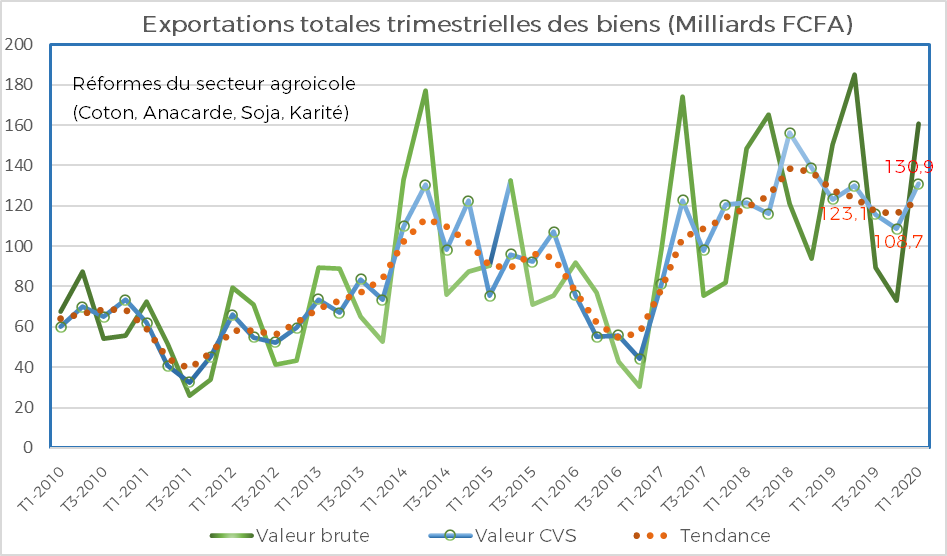 Exportations totales trimestrielles des biens (Milliards FCFA)
200
180
160
140
120
100
80
60
40
20
0
Réformes du secteur agroicole
(Coton, Anacarde, Soja, Karité)
130,9
123,1
108,7
T1-2010
T3-2010
T1-2011
T3-2011
T1-2012
T3-2012
T1-2013
T3-2013
T1-2014
T3-2014
T1-2015
T3-2015
T1-2016
T3-2016
T1-2017
T3-2017
T1-2018
T3-2018
T1-2019
T3-2019
T1-2020
Valeur brute
Valeur CVS
Tendance